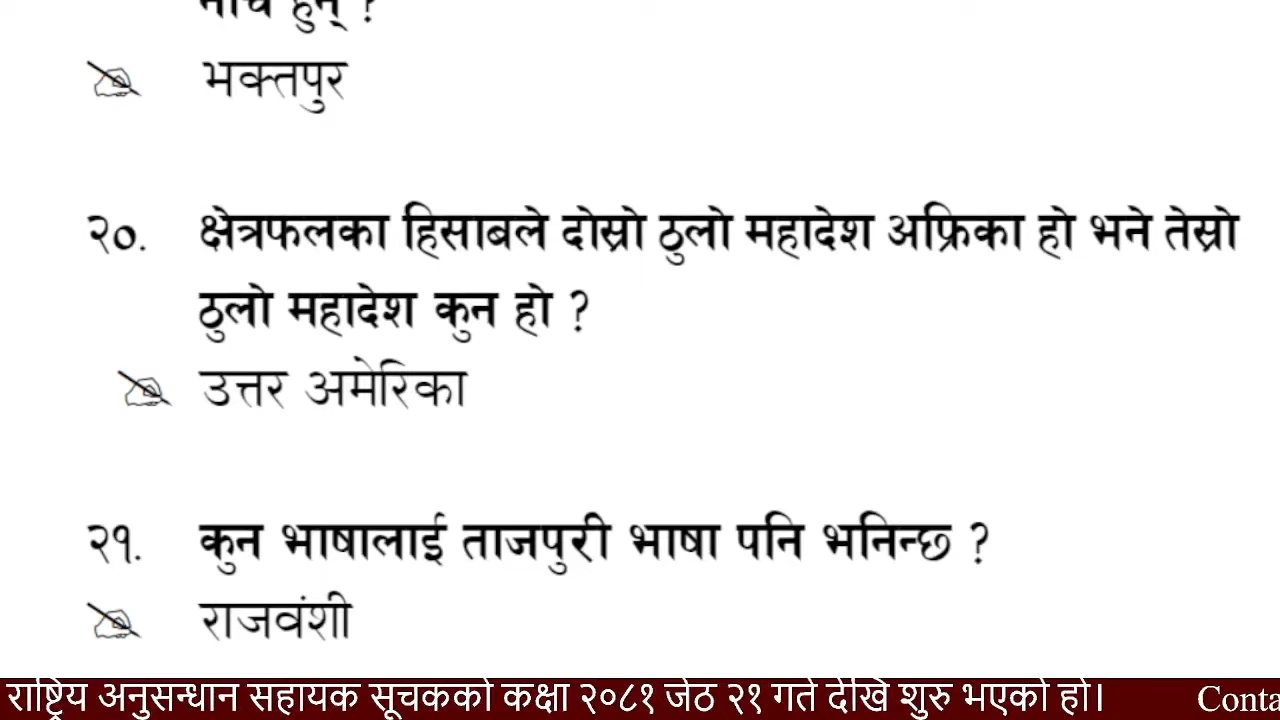 नाच हुन् ?
भक्तपुर
२०. क्षेत्रफलका हिसाबले दोस्रो ठुलो महादेश अफ्रिका हो भने तेस्रो
ठुलो महादेश कुन हो ?
उत्तर अमेरिका
२१. कुन भाषालाई ताजपुरी भाषा पनि भनिन्छ ?
राजवंशी
राष्ट्रिय अनुसन्धान सहायक सूचकको कक्षा २०८१ जेठ २१ गते देखि शुरु भएको हो। Conta